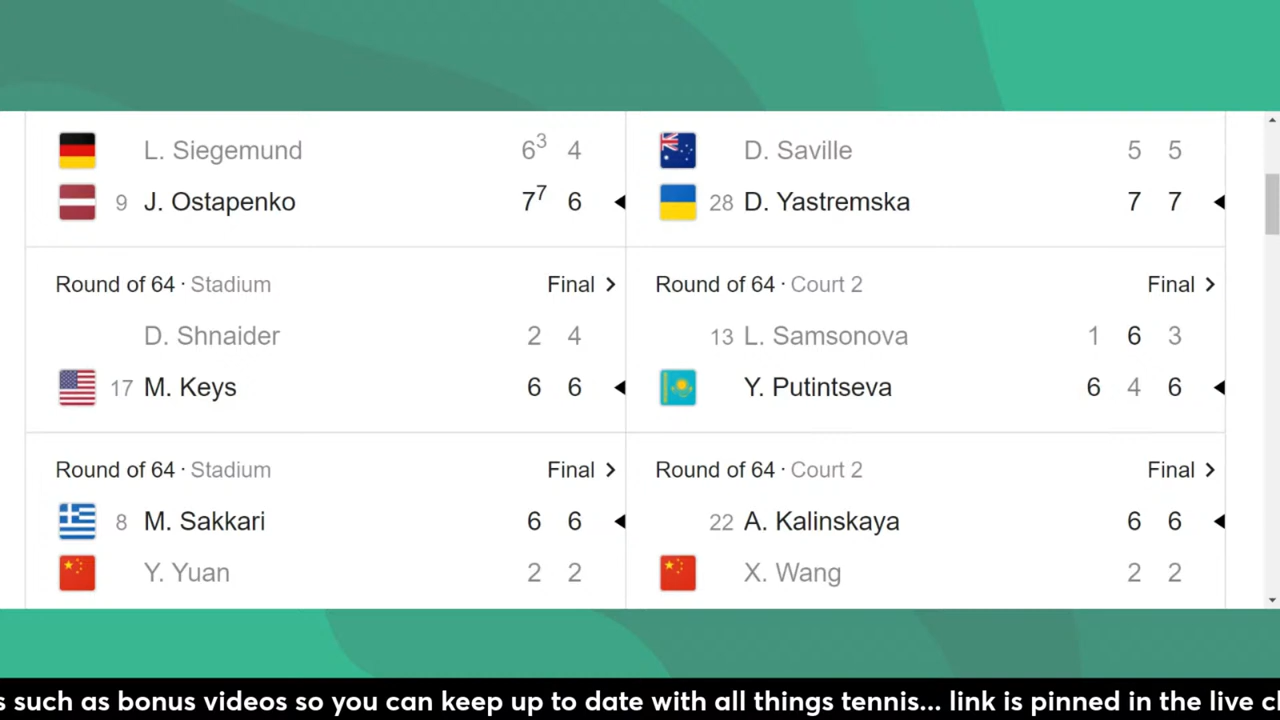 L. Siegemund 6³ 4
9 J. Ostapenko 7⁷ 6
D. Saville 5 5
28 D. Yastremska 7 7
Round of 64 · Stadium Final
D. Shnaider 2 4
17 M. Keys 6 6
Round of 64 · Court 2 Final
13 L. Samsonova 1 6 3
Y. Putintseva 6 4 6
Round of 64 · Stadium Final
8 M. Sakkari 6 6
Y. Yuan 2 2
Round of 64 · Court 2 Final
22 A. Kalinskaya 6 6
X. Wang 2 2
s such as bonus videos so you can keep up to date with all things tennis... link is pinned in the live c